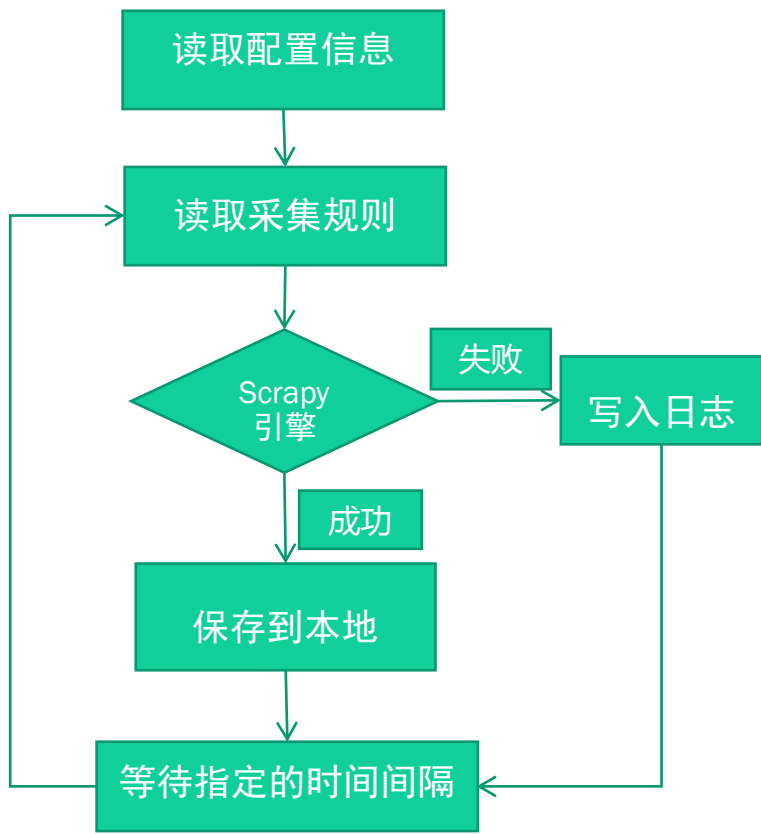 读取配置信息
读取采集规则
Scrapy
引擎
失败
写入日志
成功
保存到本地
等待指定的时间间隔